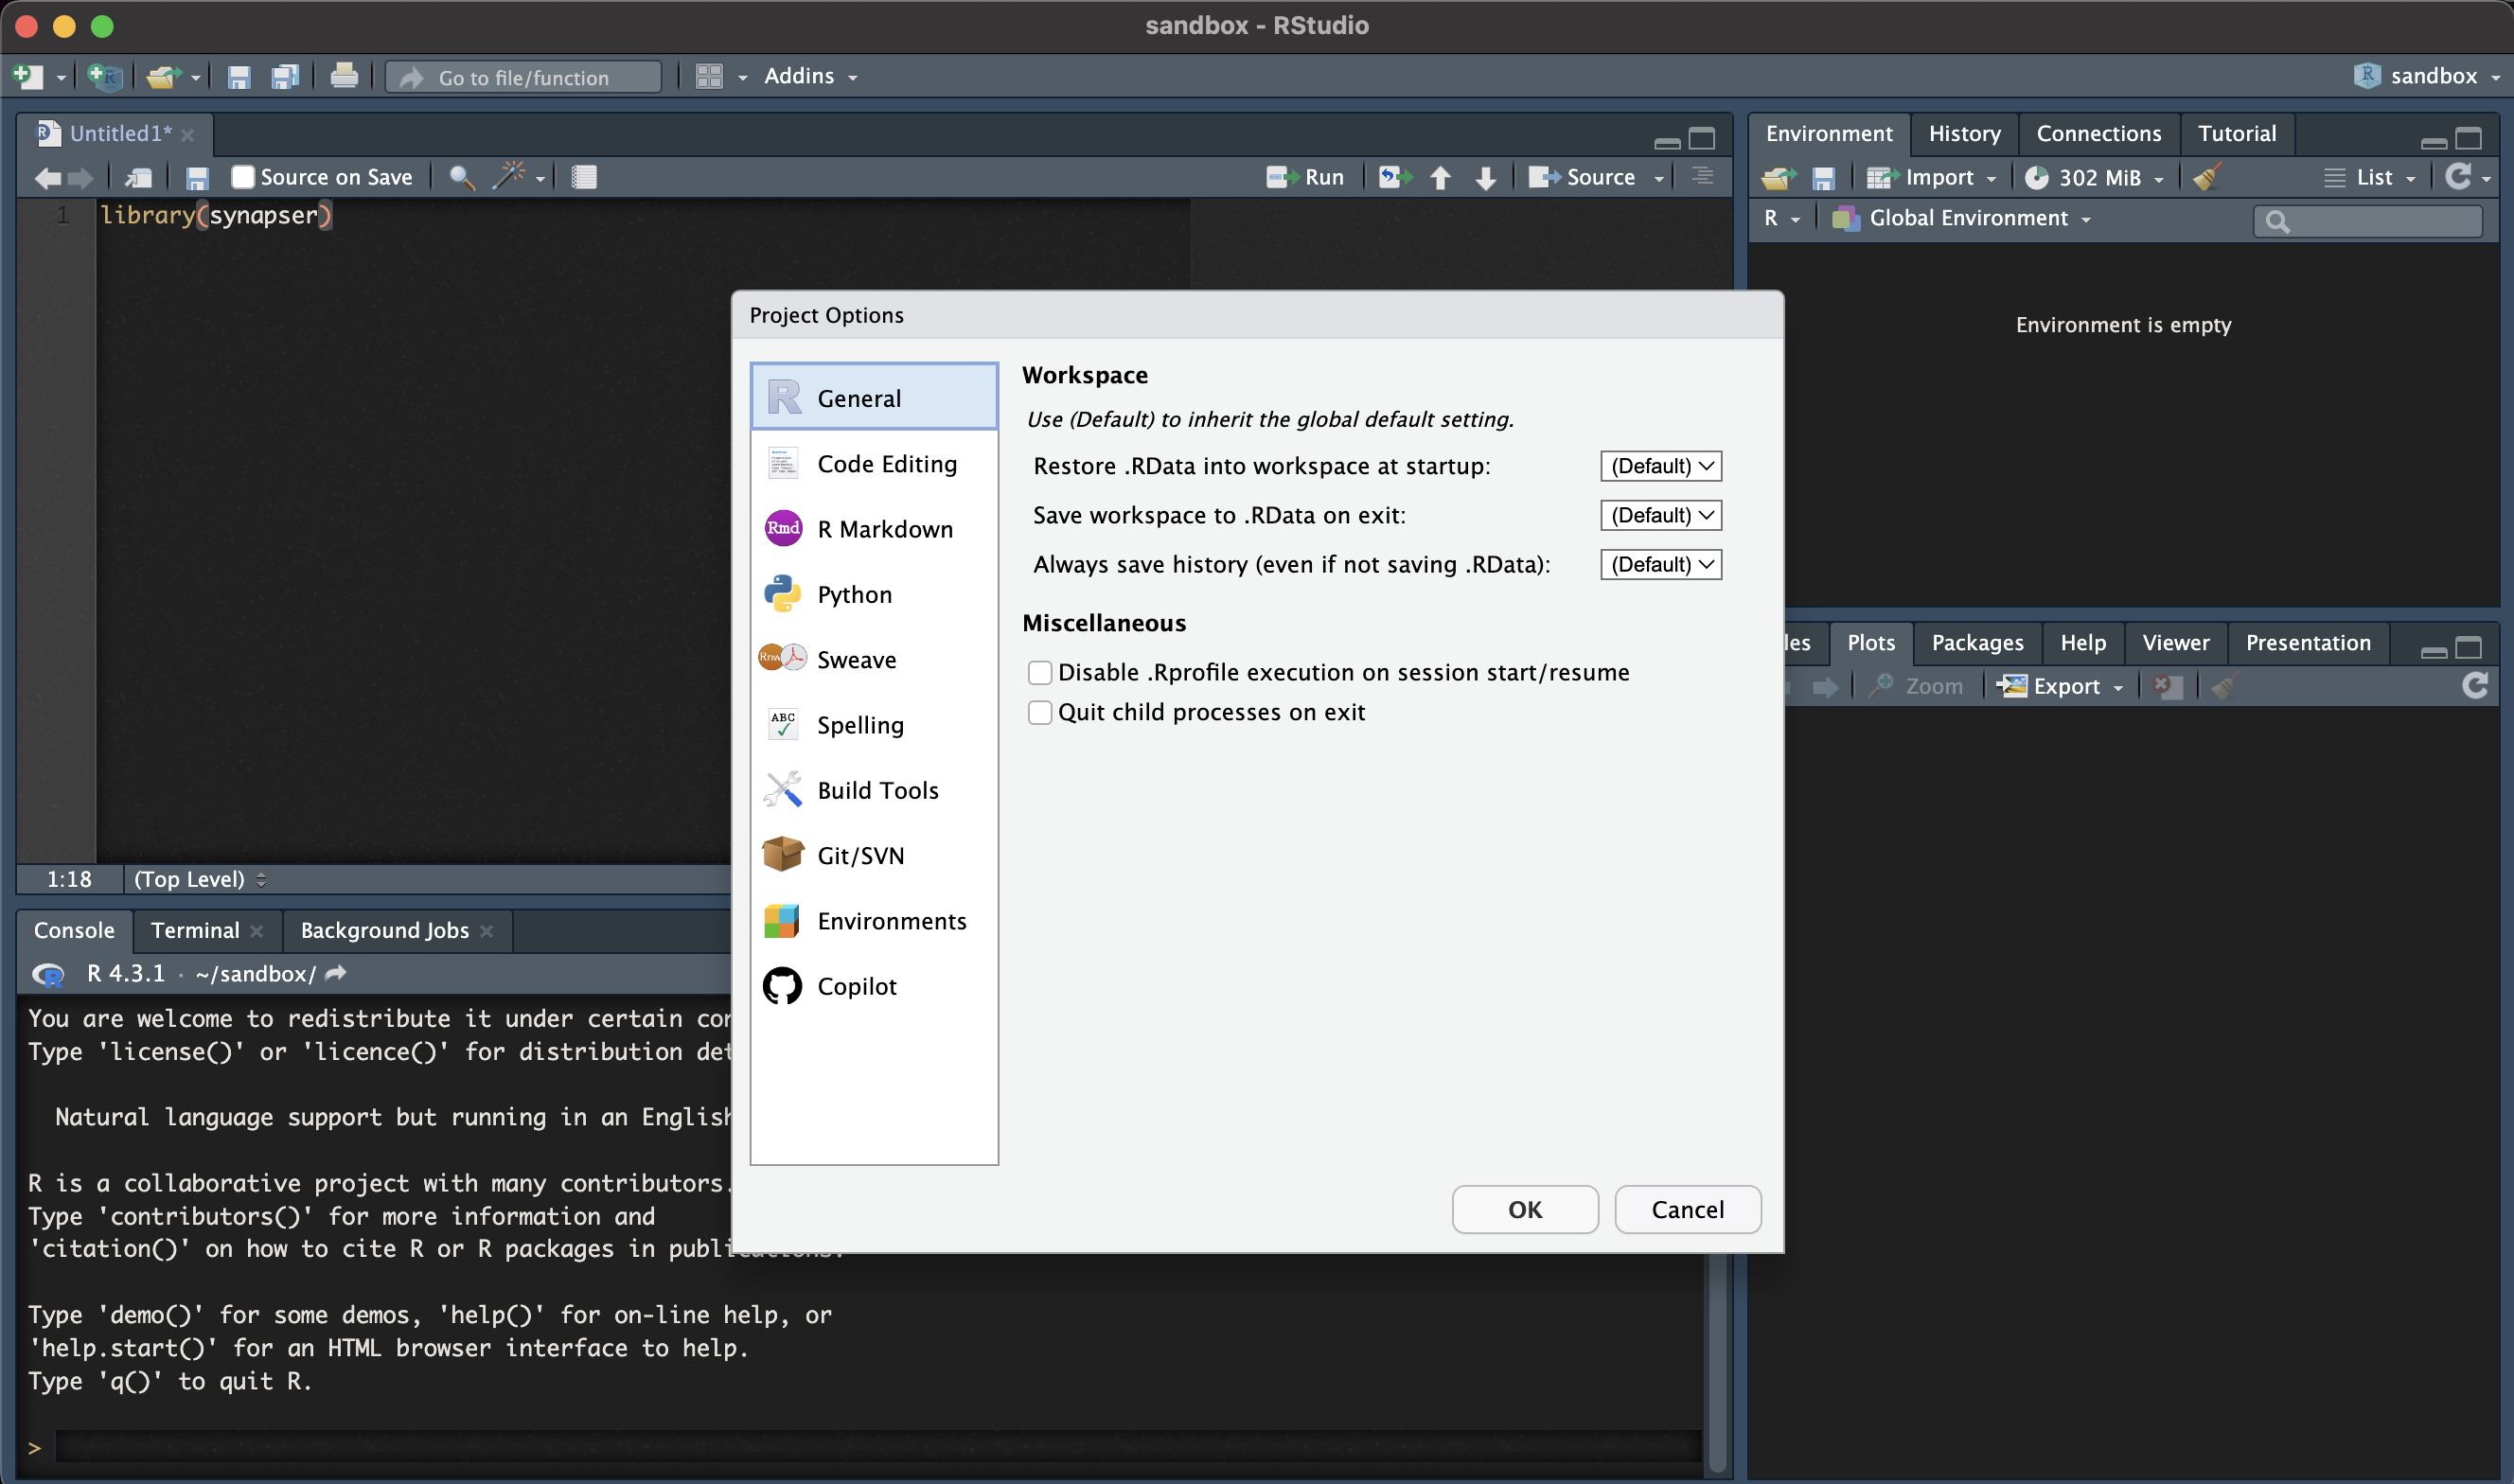 sandbox - RStudio
Go to file/function
Addins
sandbox
Untitled1*
Source on Save
Run
Source
1
library(synapser)
1:18
(Top Level)
Console
Terminal
Background Jobs
R 4.3.1 · ~/sandbox/
You are welcome to redistribute it under certain
Type 'license()' or 'licence()' for distribution
Natural language support but running in an English
R is a collaborative project with many contributors.
Type 'contributors()' for more information and
'citation()' on how to cite R or R packages in publications.
Type 'demo()' for some demos, 'help()' for on-line help, or
'help.start()' for an HTML browser interface to help.
Type 'q()' to quit R.
>
Project Options
General
Code Editing
Rmd
R Markdown
Python
Rnw
Sweave
ABC
Spelling
Build Tools
Git/SVN
Environments
Copilot
Workspace
Use (Default) to inherit the global default setting.
Restore .RData into workspace at startup: (Default)
Save workspace to .RData on exit: (Default)
Always save history (even if not saving .RData): (Default)
Miscellaneous
Disable .Rprofile execution on session start/resume
Quit child processes on exit
OK
Cancel
Environment
History
Connections
Tutorial
Import
302 MiB
List
R
Global Environment
Environment is empty
Plots
Packages
Help
Viewer
Presentation
Zoom
Export